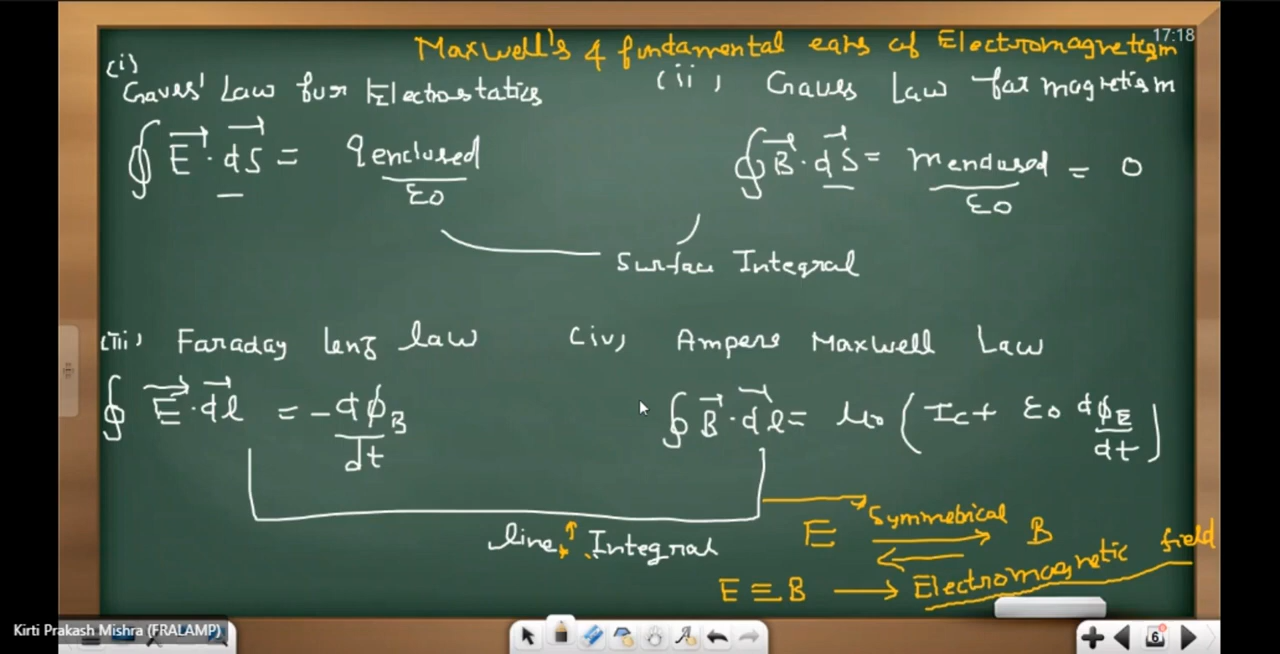 17:18
Maxwell's 4 fundamental eqns of Electromagnetism
(i)
Gauss' Law for Electrostatics
(ii) Gauss Law for magnetism
∮ E⃗ · dS⃗ = q enclosed / ε0
∮ B⃗ · dS⃗ = m enclosed / ε0 = 0
Surface Integral
(iii) Faraday Lenz law
(iv) Ampere Maxwell Law
∮ E⃗ · dl⃗ = - dϕB / dt
∮ B⃗ · dl⃗ = μ0 ( Ic + ε0 dϕE / dt )
line Integral
E Symmetrical B
E ≡ B → Electromagnetic field
Kirti Prakash Mishra (FRALAMP)
6